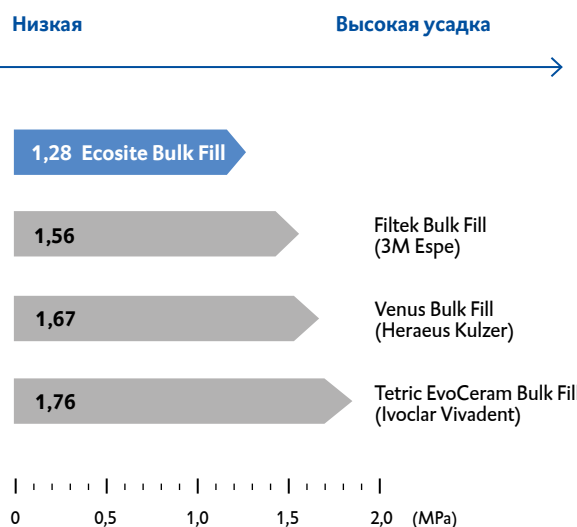 Низкая Высокая усадка
1,28 Ecosite Bulk Fill
1,56
Filtek Bulk Fill
(3M Espe)
1,67
Venus Bulk Fill
(Heraeus Kulzer)
1,76
Tetric EvoCeram Bulk Fill
(Ivoclar Vivadent)
0 0,5 1,0 1,5 2,0 (MPa)